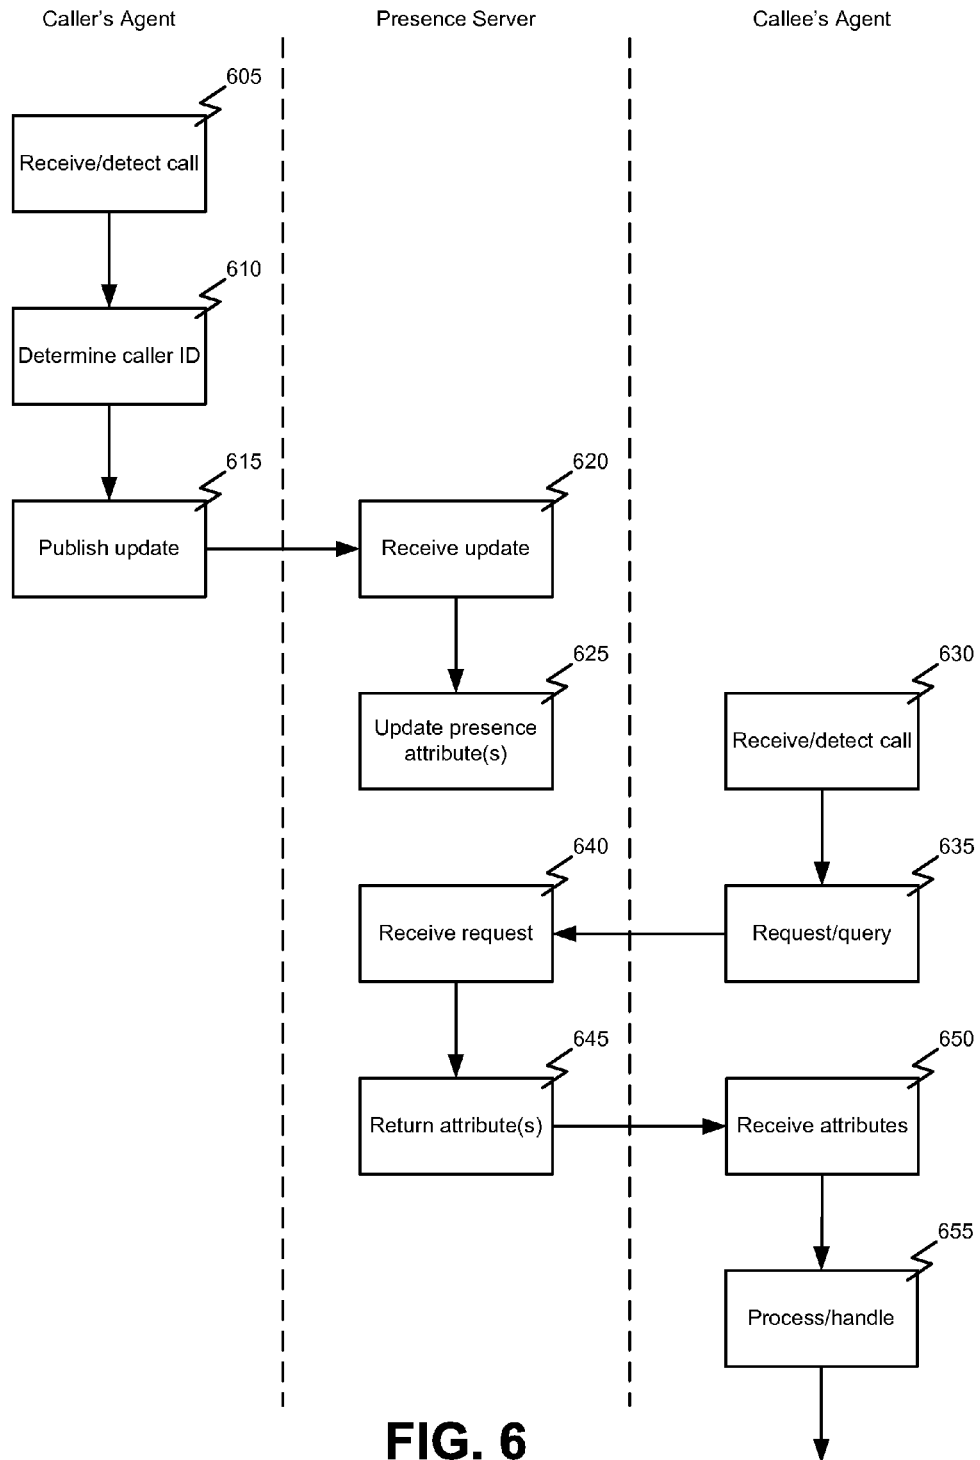 Caller's Agent
Presence Server
Callee's Agent
605
Receive/detect call
610
Determine caller ID
615
620
Publish update
Receive update
625
630
Update presence
attribute(s)
Receive/detect call
640
635
Receive request
Request/query
645
650
Return attribute(s)
Receive attributes
655
Process/handle
FIG. 6